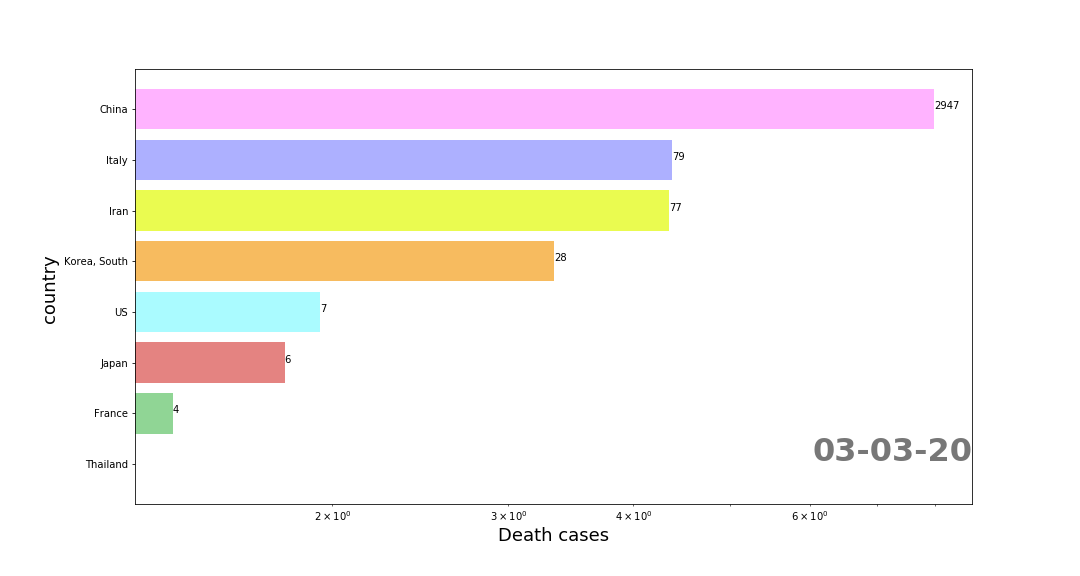 China
2947
Italy
79
Iran
77
Korea, South
28
US
7
Japan
6
France
4
Thailand
03-03-20
2 × 10⁰
3 × 10⁰
4 × 10⁰
6 × 10⁰
Death cases
country